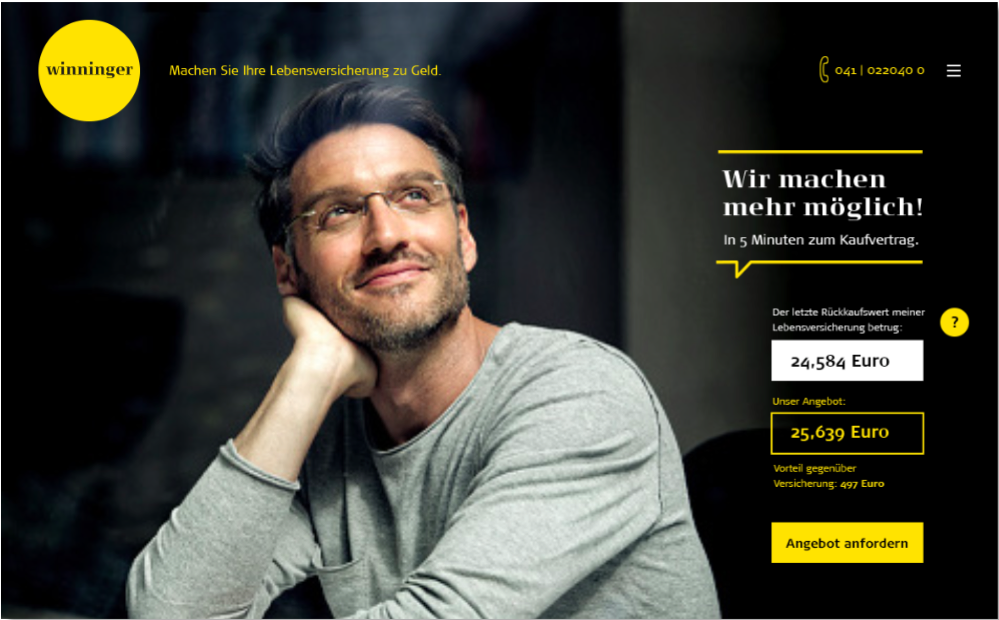 winninger
Machen Sie Ihre Lebensversicherung zu Geld.
041 | 022040 0
Wir machen
mehr möglich!
In 5 Minuten zum Kaufvertrag.
Der letzte Rückkaufswert meiner
Lebensversicherung betrug:
?
24,584 Euro
Unser Angebot:
25,639 Euro
Vorteil gegenüber
Versicherung: 497 Euro
Angebot anfordern